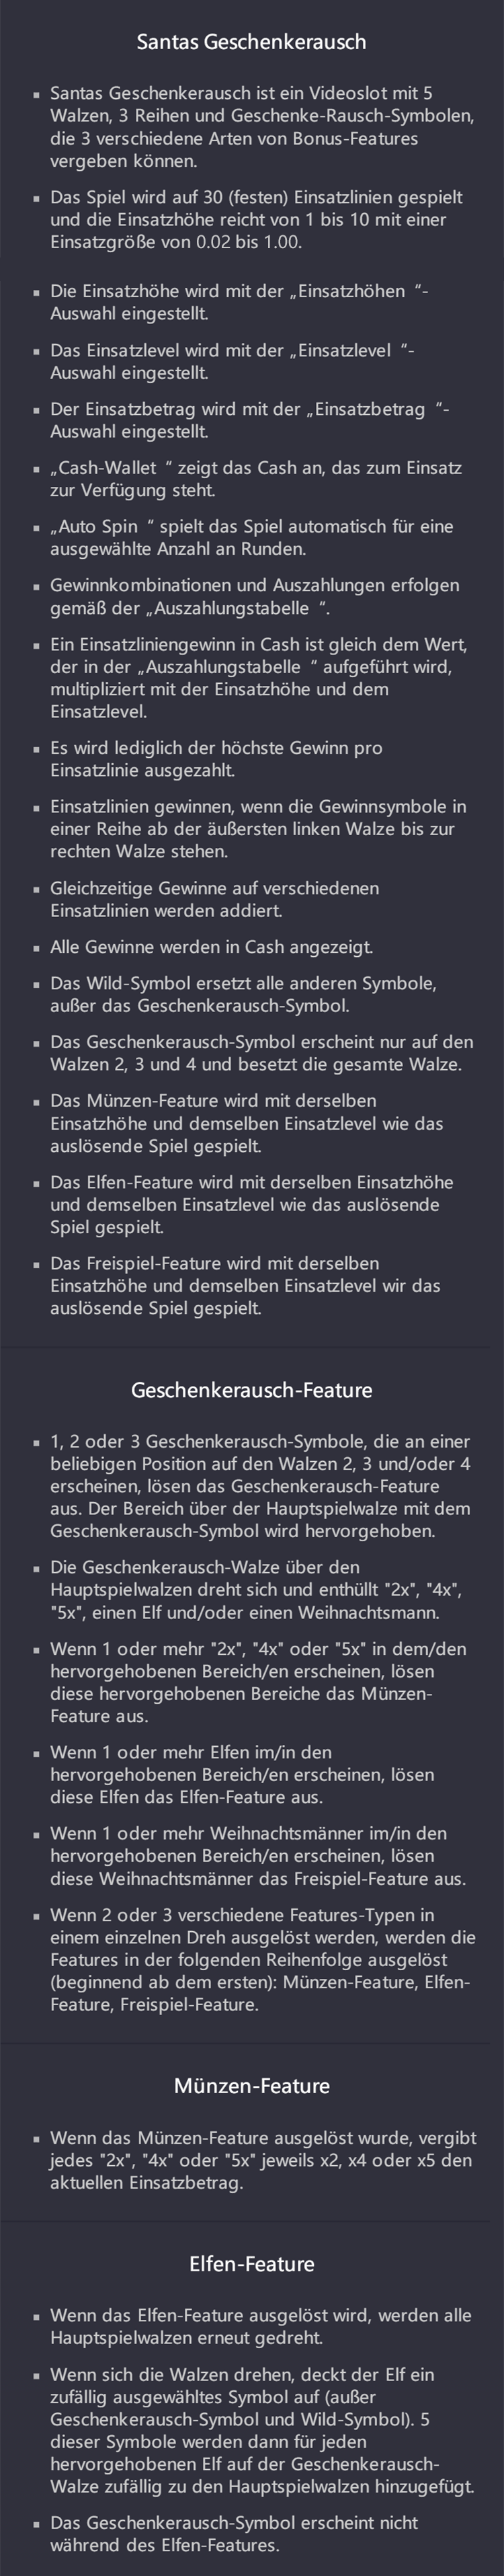 Santas Geschenkerausch
▪ Santas Geschenkerausch ist ein Videoslot mit 5
Walzen, 3 Reihen und Geschenke-Rausch-Symbolen,
die 3 verschiedene Arten von Bonus-Features
vergeben können.
▪ Das Spiel wird auf 30 (festen) Einsatzlinien gespielt
und die Einsatzhöhe reicht von 1 bis 10 mit einer
Einsatzgröße von 0.02 bis 1.00.
▪ Die Einsatzhöhe wird mit der „Einsatzhöhen “-
Auswahl eingestellt.
▪ Das Einsatzlevel wird mit der „Einsatzlevel “-
Auswahl eingestellt.
▪ Der Einsatzbetrag wird mit der „Einsatzbetrag “-
Auswahl eingestellt.
▪ „Cash-Wallet “ zeigt das Cash an, das zum Einsatz
zur Verfügung steht.
▪ „Auto Spin “ spielt das Spiel automatisch für eine
ausgewählte Anzahl an Runden.
▪ Gewinnkombinationen und Auszahlungen erfolgen
gemäß der „Auszahlungstabelle “.
▪ Ein Einsatzliniengewinn in Cash ist gleich dem Wert,
der in der „Auszahlungstabelle “ aufgeführt wird,
multipliziert mit der Einsatzhöhe und dem
Einsatzlevel.
▪ Es wird lediglich der höchste Gewinn pro
Einsatzlinie ausgezahlt.
▪ Einsatzlinien gewinnen, wenn die Gewinnsymbole in
einer Reihe ab der äußersten linken Walze bis zur
rechten Walze stehen.
▪ Gleichzeitige Gewinne auf verschiedenen
Einsatzlinien werden addiert.
▪ Alle Gewinne werden in Cash angezeigt.
▪ Das Wild-Symbol ersetzt alle anderen Symbole,
außer das Geschenkerausch-Symbol.
▪ Das Geschenkerausch-Symbol erscheint nur auf den
Walzen 2, 3 und 4 und besetzt die gesamte Walze.
▪ Das Münzen-Feature wird mit derselben
Einsatzhöhe und demselben Einsatzlevel wie das
auslösende Spiel gespielt.
▪ Das Elfen-Feature wird mit derselben Einsatzhöhe
und demselben Einsatzlevel wie das auslösende
Spiel gespielt.
▪ Das Freispiel-Feature wird mit derselben
Einsatzhöhe und demselben Einsatzlevel wir das
auslösende Spiel gespielt.
Geschenkerausch-Feature
▪ 1, 2 oder 3 Geschenkerausch-Symbole, die an einer
beliebigen Position auf den Walzen 2, 3 und/oder 4
erscheinen, lösen das Geschenkerausch-Feature
aus. Der Bereich über der Hauptspielwalze mit dem
Geschenkerausch-Symbol wird hervorgehoben.
▪ Die Geschenkerausch-Walze über den
Hauptspielwalzen dreht sich und enthüllt "2x", "4x",
"5x", einen Elf und/oder einen Weihnachtsmann.
▪ Wenn 1 oder mehr "2x", "4x" oder "5x" in dem/den
hervorgehobenen Bereich/en erscheinen, lösen
diese hervorgehobenen Bereiche das Münzen-
Feature aus.
▪ Wenn 1 oder mehr Elfen im/in den
hervorgehobenen Bereich/en erscheinen, lösen
diese Elfen das Elfen-Feature aus.
▪ Wenn 1 oder mehr Weihnachtsmänner im/in den
hervorgehobenen Bereich/en erscheinen, lösen
diese Weihnachtsmänner das Freispiel-Feature aus.
▪ Wenn 2 oder 3 verschiedene Features-Typen in
einem einzelnen Dreh ausgelöst werden, werden die
Features in der folgenden Reihenfolge ausgelöst
(beginnend ab dem ersten): Münzen-Feature, Elfen-
Feature, Freispiel-Feature.
Münzen-Feature
▪ Wenn das Münzen-Feature ausgelöst wurde, vergibt
jedes "2x", "4x" oder "5x" jeweils x2, x4 oder x5 den
aktuellen Einsatzbetrag.
Elfen-Feature
▪ Wenn das Elfen-Feature ausgelöst wird, werden alle
Hauptspielwalzen erneut gedreht.
▪ Wenn sich die Walzen drehen, deckt der Elf ein
zufällig ausgewähltes Symbol auf (außer
Geschenkerausch-Symbol und Wild-Symbol). 5
dieser Symbole werden dann für jeden
hervorgehobenen Elf auf der Geschenkerausch-
Walze zufällig zu den Hauptspielwalzen hinzugefügt.
▪ Das Geschenkerausch-Symbol erscheint nicht
während des Elfen-Features.